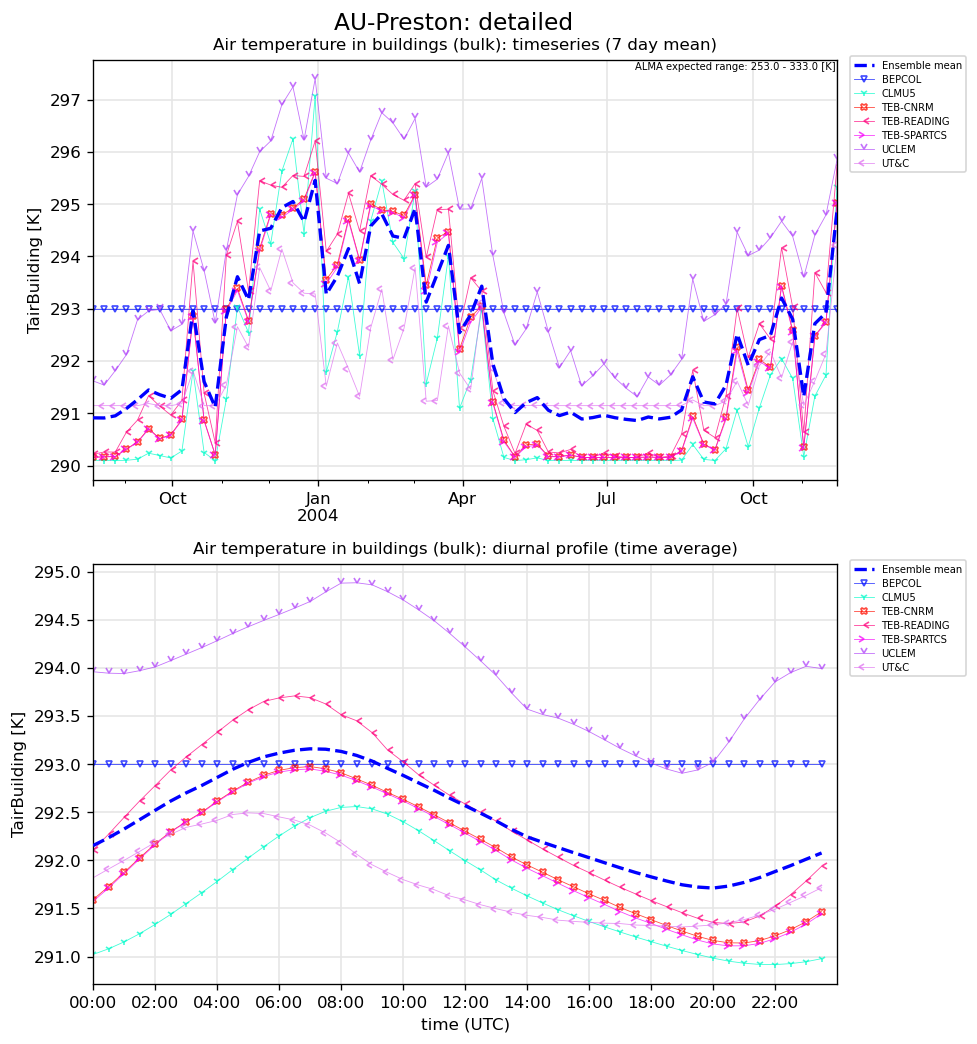 AU-Preston: detailed
Air temperature in buildings (bulk): timeseries (7 day mean)
ALMA expected range: 253.0 - 333.0 [K]
297
296
295
294
293
292
291
290
TairBuilding [K]
Oct
Jan
2004
Apr
Jul
Oct
Ensemble mean
BEPCOL
CLMU5
TEB-CNRM
TEB-READING
TEB-SPARTCS
UCLEM
UT&C
Air temperature in buildings (bulk): diurnal profile (time average)
295.0
294.5
294.0
293.5
293.0
292.5
292.0
291.5
291.0
TairBuilding [K]
00:00 02:00 04:00 06:00 08:00 10:00 12:00 14:00 16:00 18:00 20:00 22:00
time (UTC)
Ensemble mean
BEPCOL
CLMU5
TEB-CNRM
TEB-READING
TEB-SPARTCS
UCLEM
UT&C